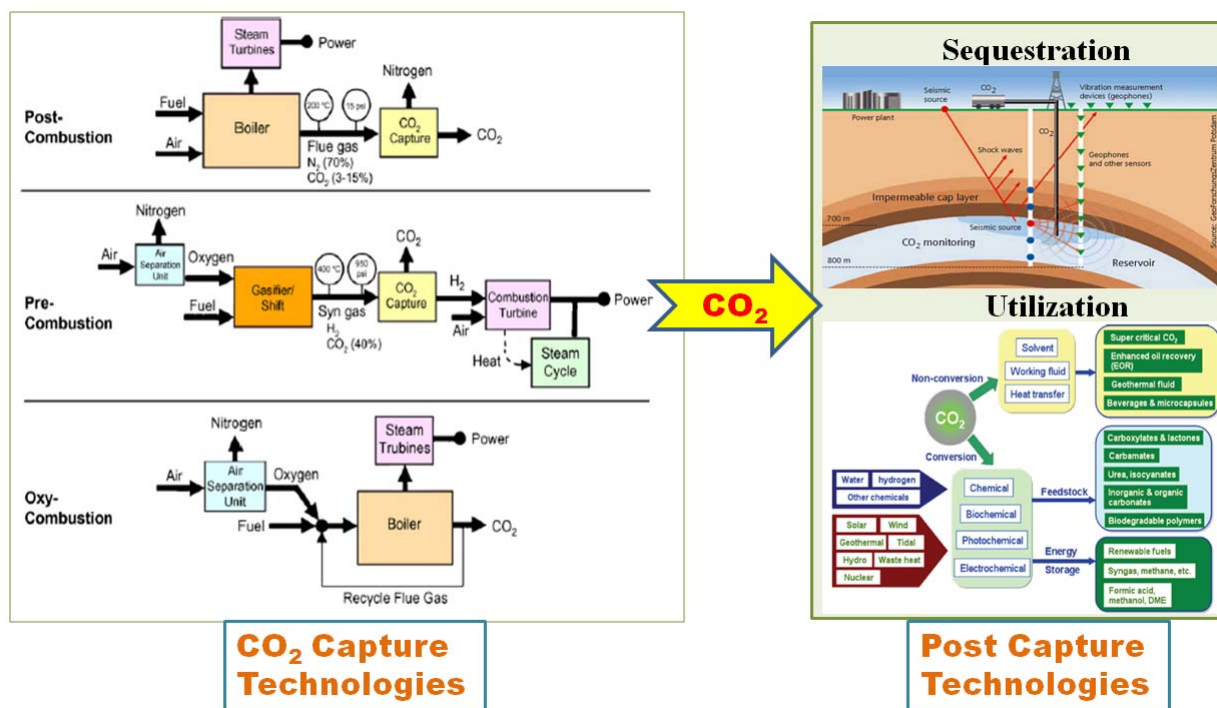 Steam
Turbines
Power
Nitrogen
Fuel
200 ºC
15 psi
Post-
Combustion
Boiler
CO₂
Capture
CO₂
Air
Flue gas
N₂ (70%)
CO₂ (3-15%)
Nitrogen
CO₂
Air
Air
Separation
Unit
Oxygen
400 ºC
950
psi
Pre-
Combustion
Gasifier/
Shift
CO₂
Capture
H₂
Combustion
Turbine
Power
Fuel
Syn gas
H₂
CO₂ (40%)
Air
Heat
Steam
Cycle
Nitrogen
Steam
Trubines
Power
Air
Air
Separation
Unit
Oxygen
Oxy-
Combustion
Fuel
Boiler
CO₂
Recycle Flue Gas
CO₂ Capture
Technologies
CO₂
Sequestration
Power plant
Seismic
source
CO₂
Vibration measurement
devices (geophones)
CO₂
Shock waves
Geophones
and other sensors
Impermeable cap layer
700 m
Seismic source
CO₂ monitoring
Reservoir
800 m
Source: GeoForschungsZentrum Potsdam
Utilization
Non-conversion
Solvent
Working fluid
Heat transfer
Super critical CO₂
Enhanced oil recovery
(EOR)
Geothermal fluid
Beverages & microcapsules
CO₂
Conversion
Water
hydrogen
Other chemicals
Solar
Wind
Geothermal
Tidal
Hydro
Waste heat
Nuclear
Chemical
Biochemical
Photochemical
Electrochemical
Feedstock
Carboxylates & lactones
Carbamates
Urea, isocyanates
Inorganic & organic
carbonates
Biodegradable polymers
Energy
Storage
Renewable fuels
Syngas, methane, etc.
Formic acid,
methanol, DME
Post Capture
Technologies